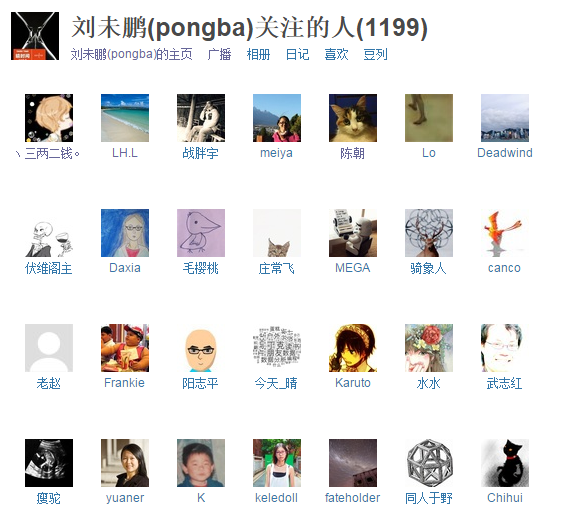 刘未鹏(pongba)关注的人(1199)
刘未鹏(pongba)的主页 广播 相册 日记 喜欢 豆列
丶三两二钱。 LH.L 战胖宇 meiya 陈朝 Lo Deadwind
伏维阁主 Daxia 毛樱桃 庄常飞 MEGA 骑象人 canco
老赵 Frankie 阳志平 今天_晴 Karuto 水水 武志红
瘦驼 yuaner K keledoll fateholder 同人于野 Chihui